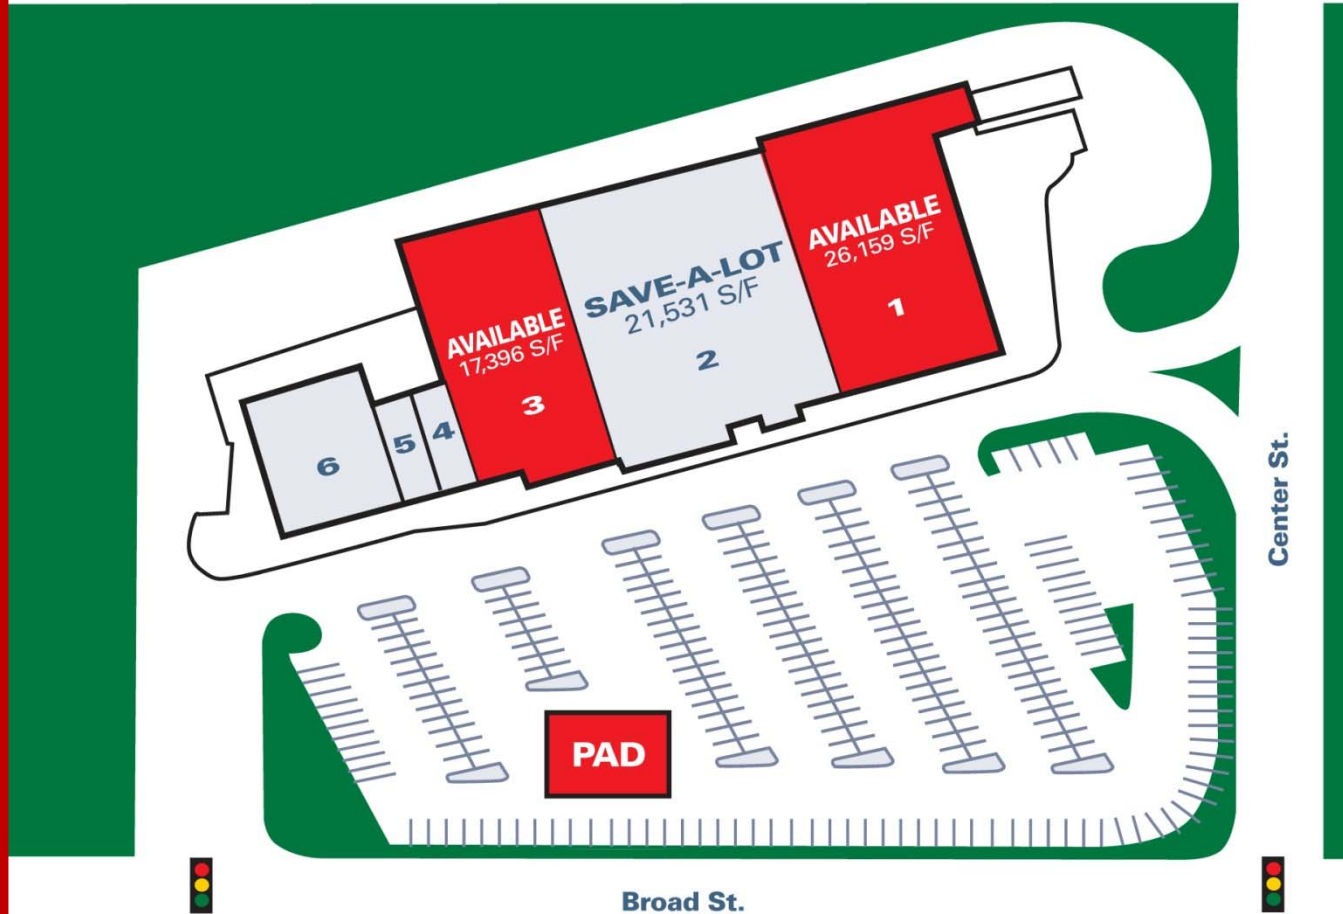 AVAILABLE
26,159 S/F
1
SAVE-A-LOT
21,531 S/F
2
AVAILABLE
17,396 S/F
3
4
5
6
PAD
Center St.
Broad St.